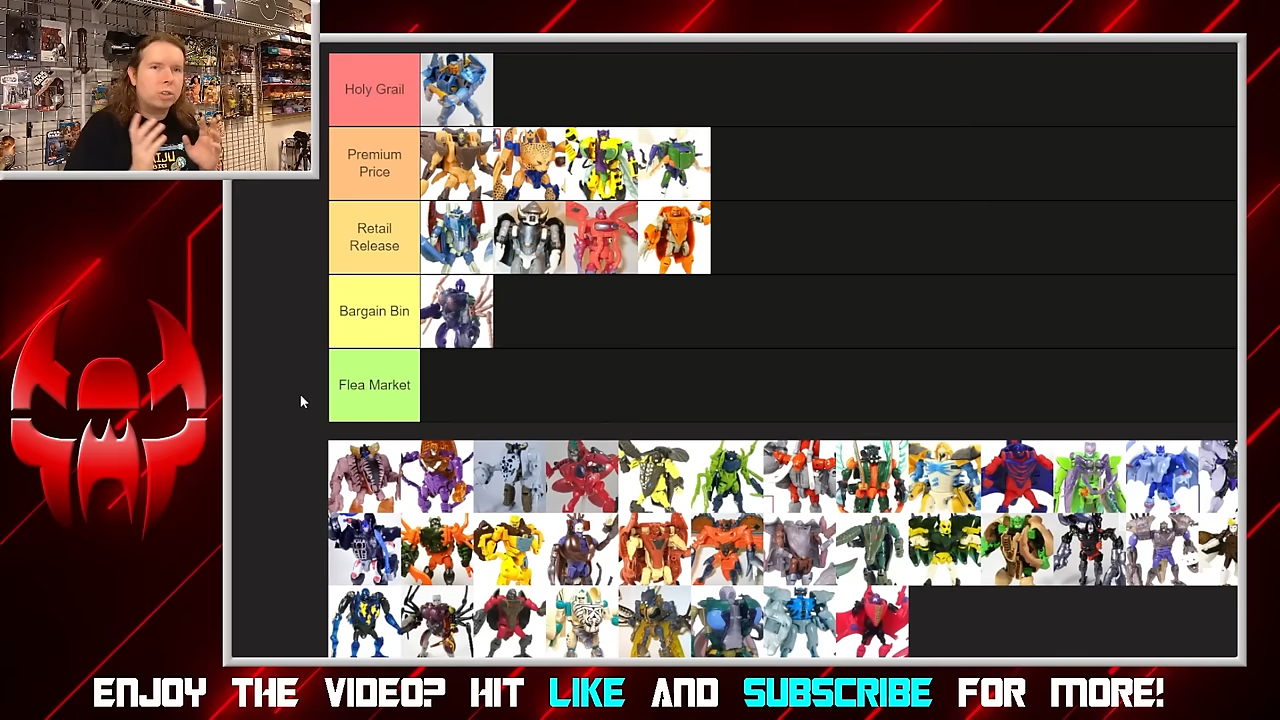 Holy Grail
Premium
Price
Retail
Release
Bargain Bin
Flea Market
ENJOY THE VIDEO? HIT LIKE AND SUBSCRIBE FOR MORE!